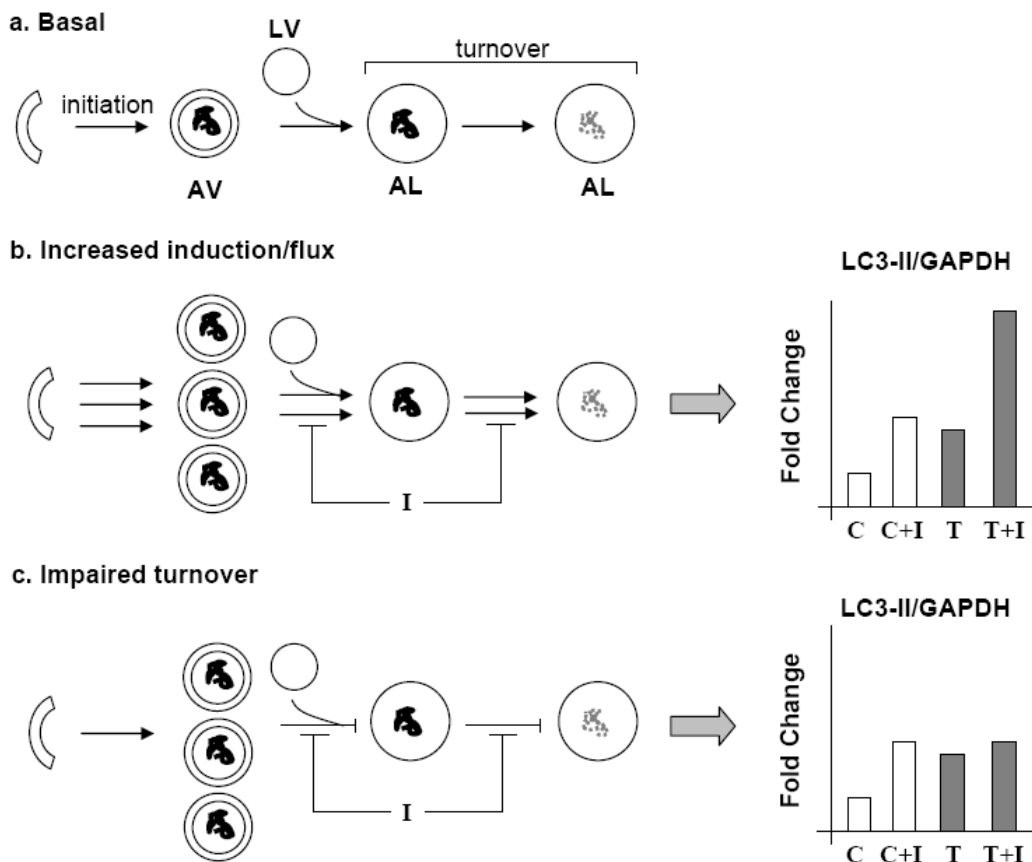 a. Basal
LV
turnover
initiation
AV
AL
AL
b. Increased induction/flux
LC3-II/GAPDH
Fold Change
I
C C+I T T+I
c. Impaired turnover
LC3-II/GAPDH
Fold Change
I
C C+I T T+I